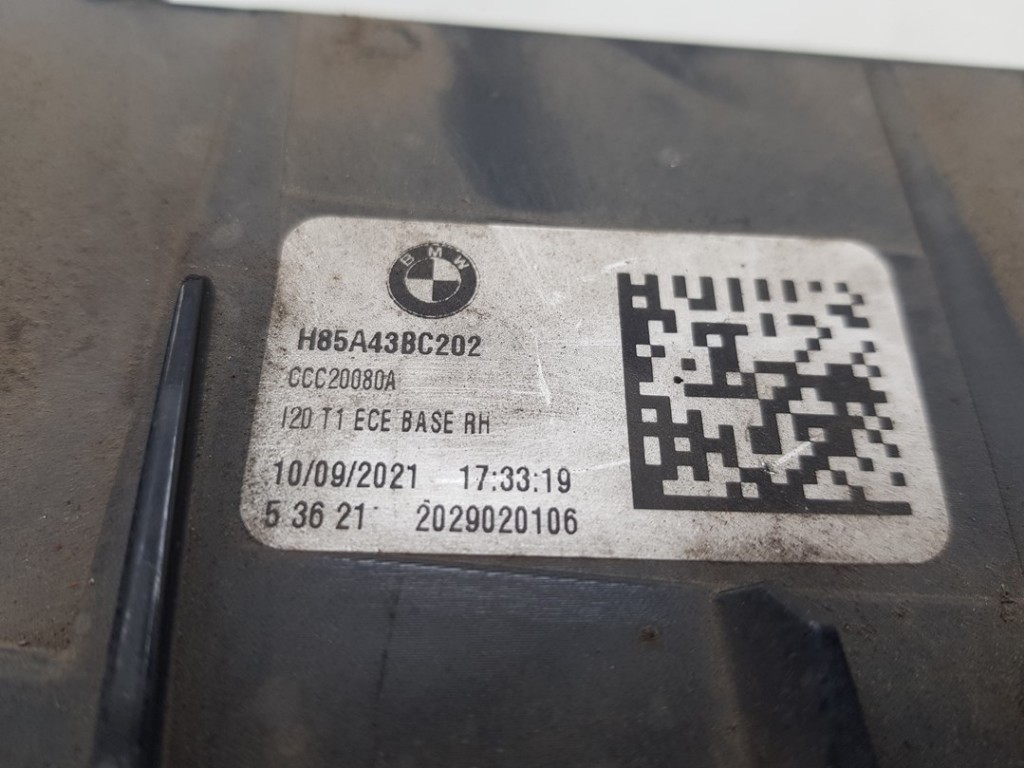 BMW
H85A43BC202
CCC20080A
I20 T1 ECE BASE RH
10/09/2021 17:33:19
5 36 21 2029020106